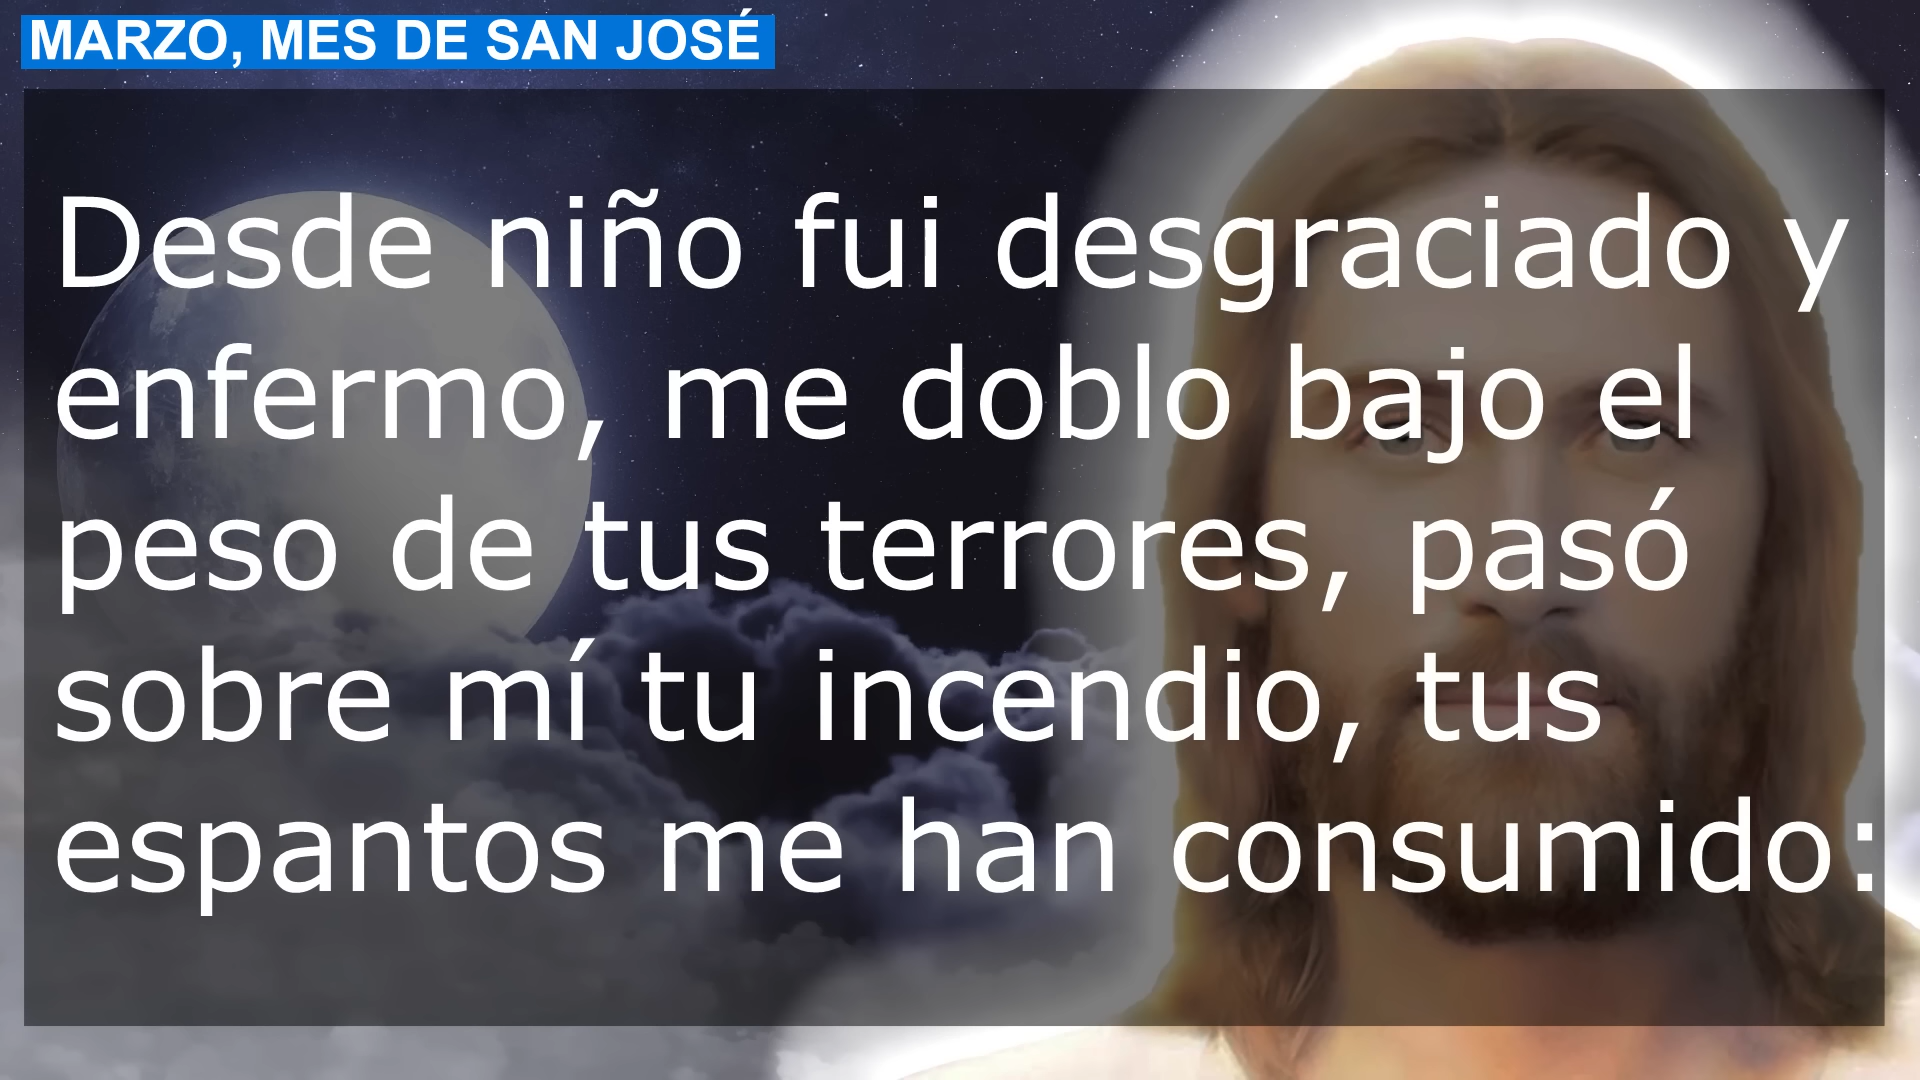 MARZO, MES DE SAN JOSÉ
Desde niño fui desgraciado y
enfermo, me doblo bajo el
peso de tus terrores, pasó
sobre mí tu incendio, tus
espantos me han consumido: